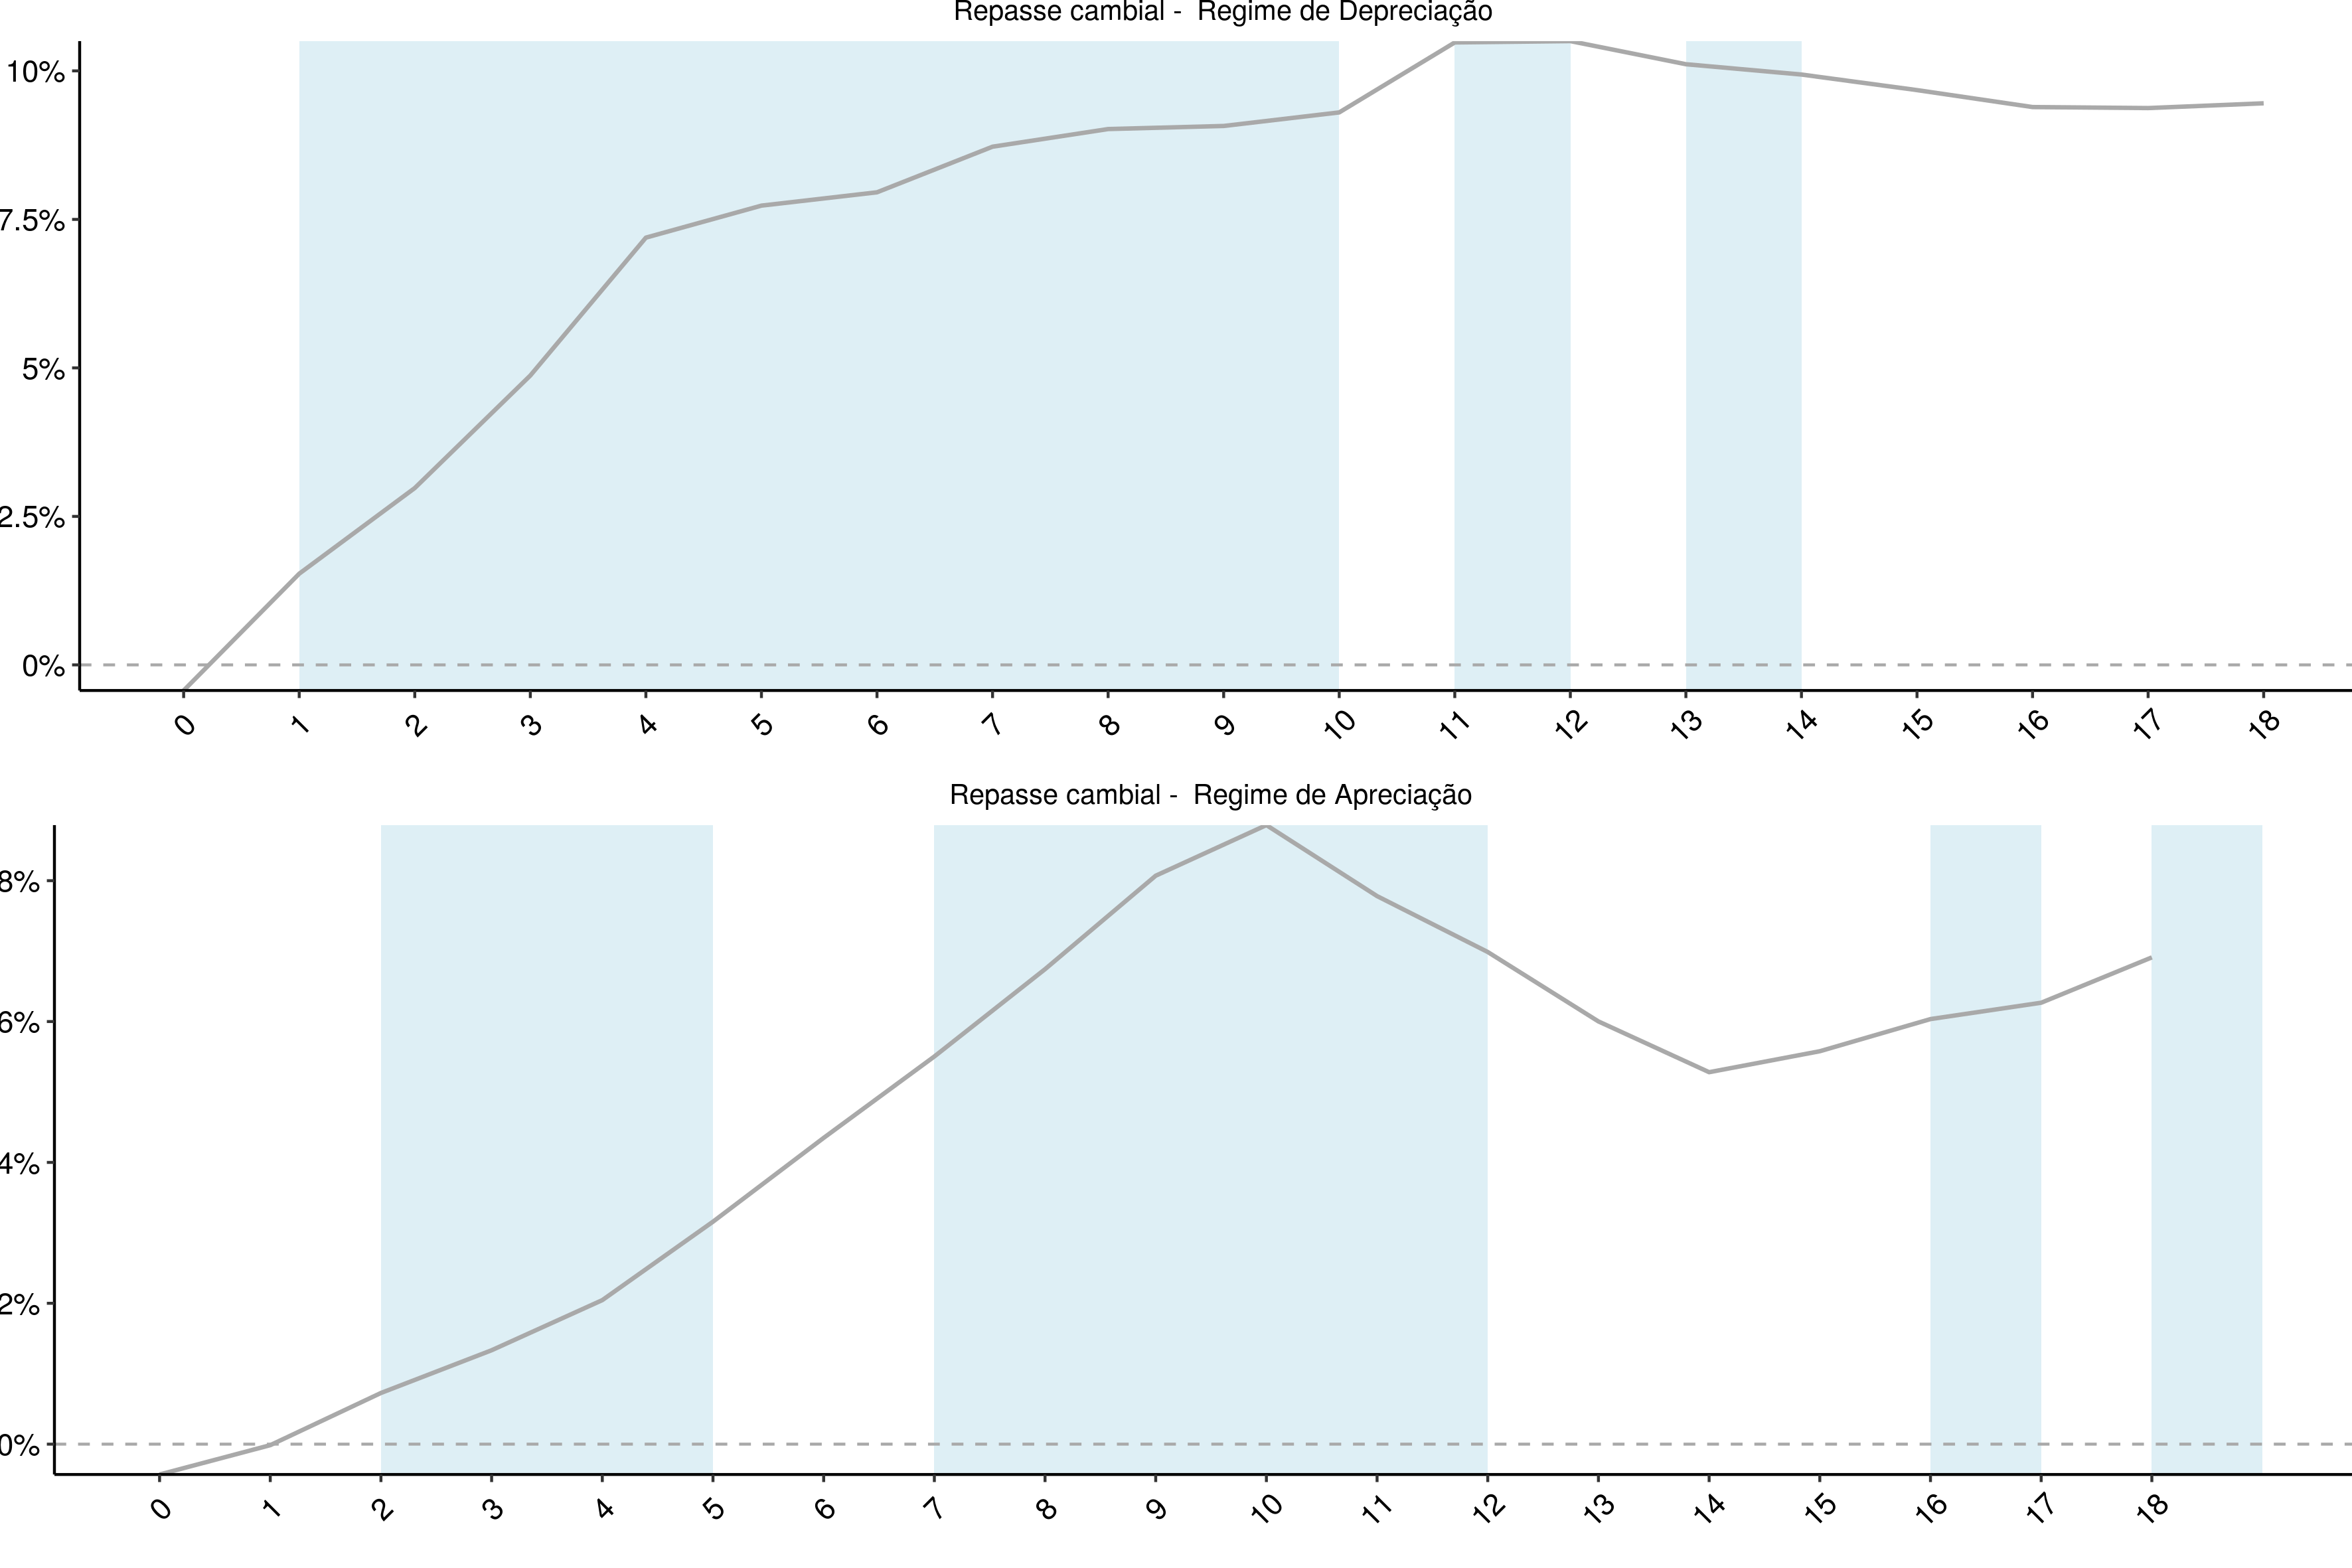 Repasse cambial -  Regime de Depreciação
10%
7.5%
5%
2.5%
0%
0 1 2 3 4 5 6 7 8 9 10 11 12 13 14 15 16 17 18
Repasse cambial -  Regime de Apreciação
8%
6%
4%
2%
0%
0 1 2 3 4 5 6 7 8 9 10 11 12 13 14 15 16 17 18